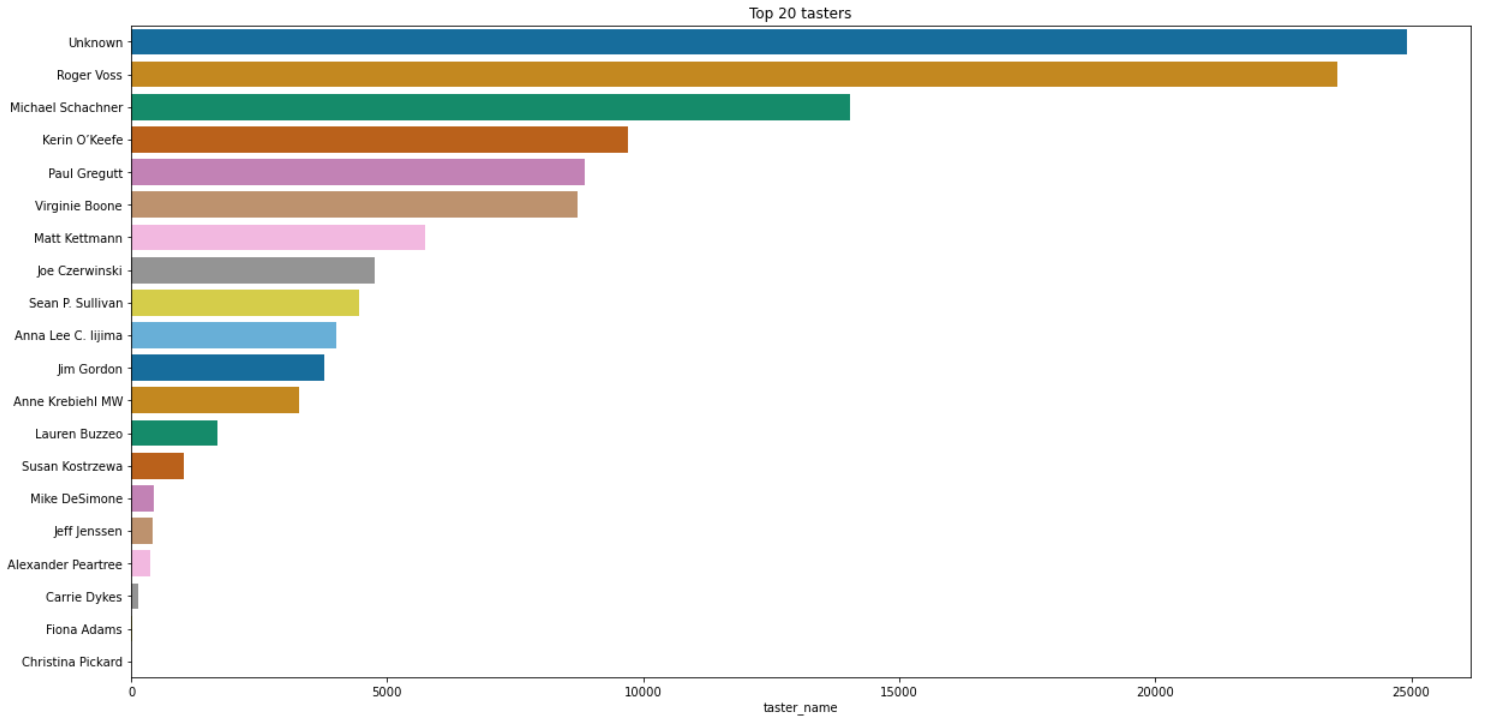 Top 20 tasters
Unknown
Roger Voss
Michael Schachner
Kerin O’Keefe
Paul Gregutt
Virginie Boone
Matt Kettmann
Joe Czerwinski
Sean P. Sullivan
Anna Lee C. Iijima
Jim Gordon
Anne Krebiehl MW
Lauren Buzzeo
Susan Kostrzewa
Mike DeSimone
Jeff Jenssen
Alexander Peartree
Carrie Dykes
Fiona Adams
Christina Pickard
0 5000 10000 15000 20000 25000
taster_name